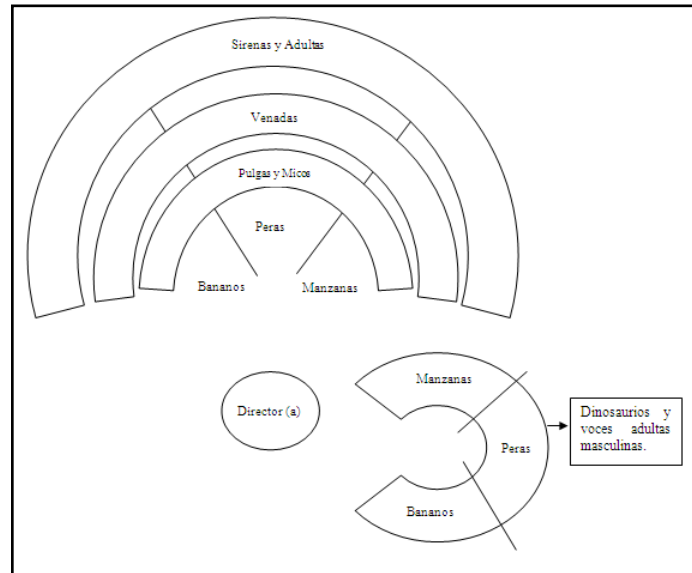 Sirenas y Adultas
Venadas
Pulgas y Micos
Peras
Bananos
Manzanas
Manzanas
Director (a)
Peras
Bananos
Dinosaurios y
voces adultas
masculinas.